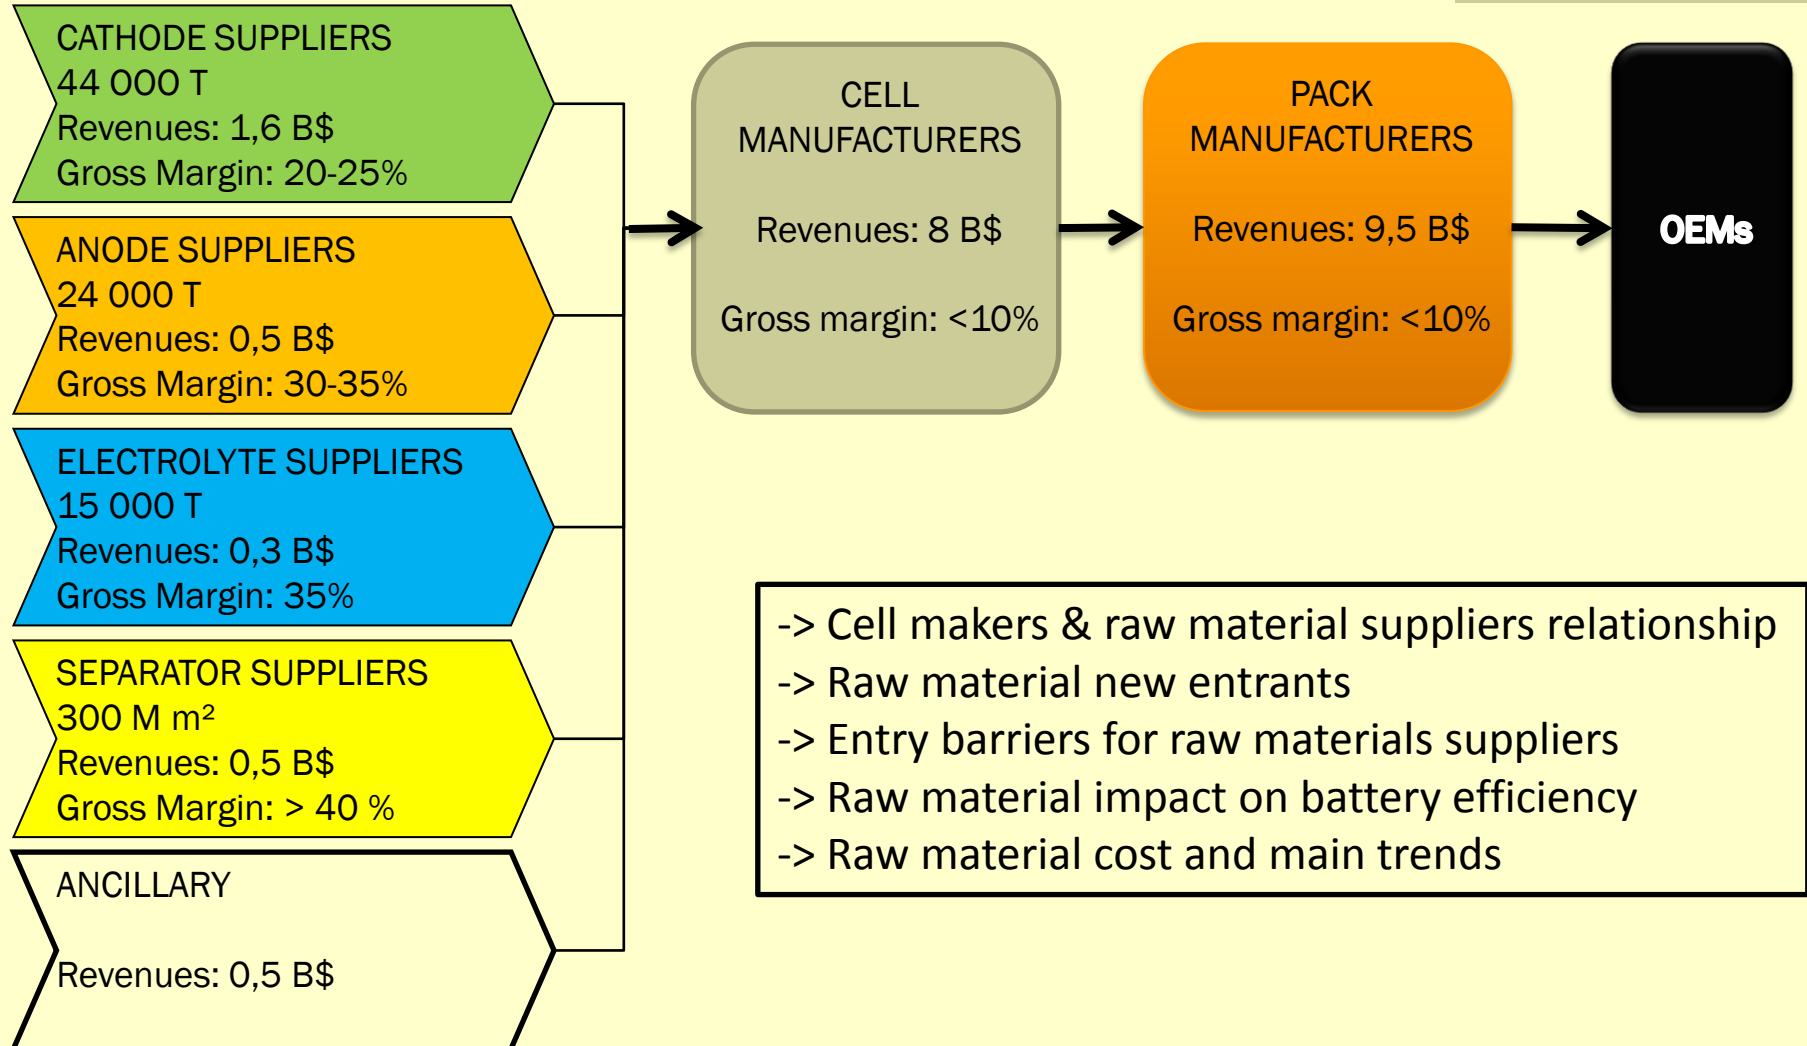 CATHODE SUPPLIERS
44 000 T
Revenues: 1,6 B$
Gross Margin: 20-25%
ANODE SUPPLIERS
24 000 T
Revenues: 0,5 B$
Gross Margin: 30-35%
ELECTROLYTE SUPPLIERS
15 000 T
Revenues: 0,3 B$
Gross Margin: 35%
SEPARATOR SUPPLIERS
300 M m²
Revenues: 0,5 B$
Gross Margin: > 40 %
ANCILLARY
Revenues: 0,5 B$
CELL
MANUFACTURERS
Revenues: 8 B$
Gross margin: <10%
PACK
MANUFACTURERS
Revenues: 9,5 B$
Gross margin: <10%
OEMs
-> Cell makers & raw material suppliers relationship
-> Raw material new entrants
-> Entry barriers for raw materials suppliers
-> Raw material impact on battery efficiency
-> Raw material cost and main trends